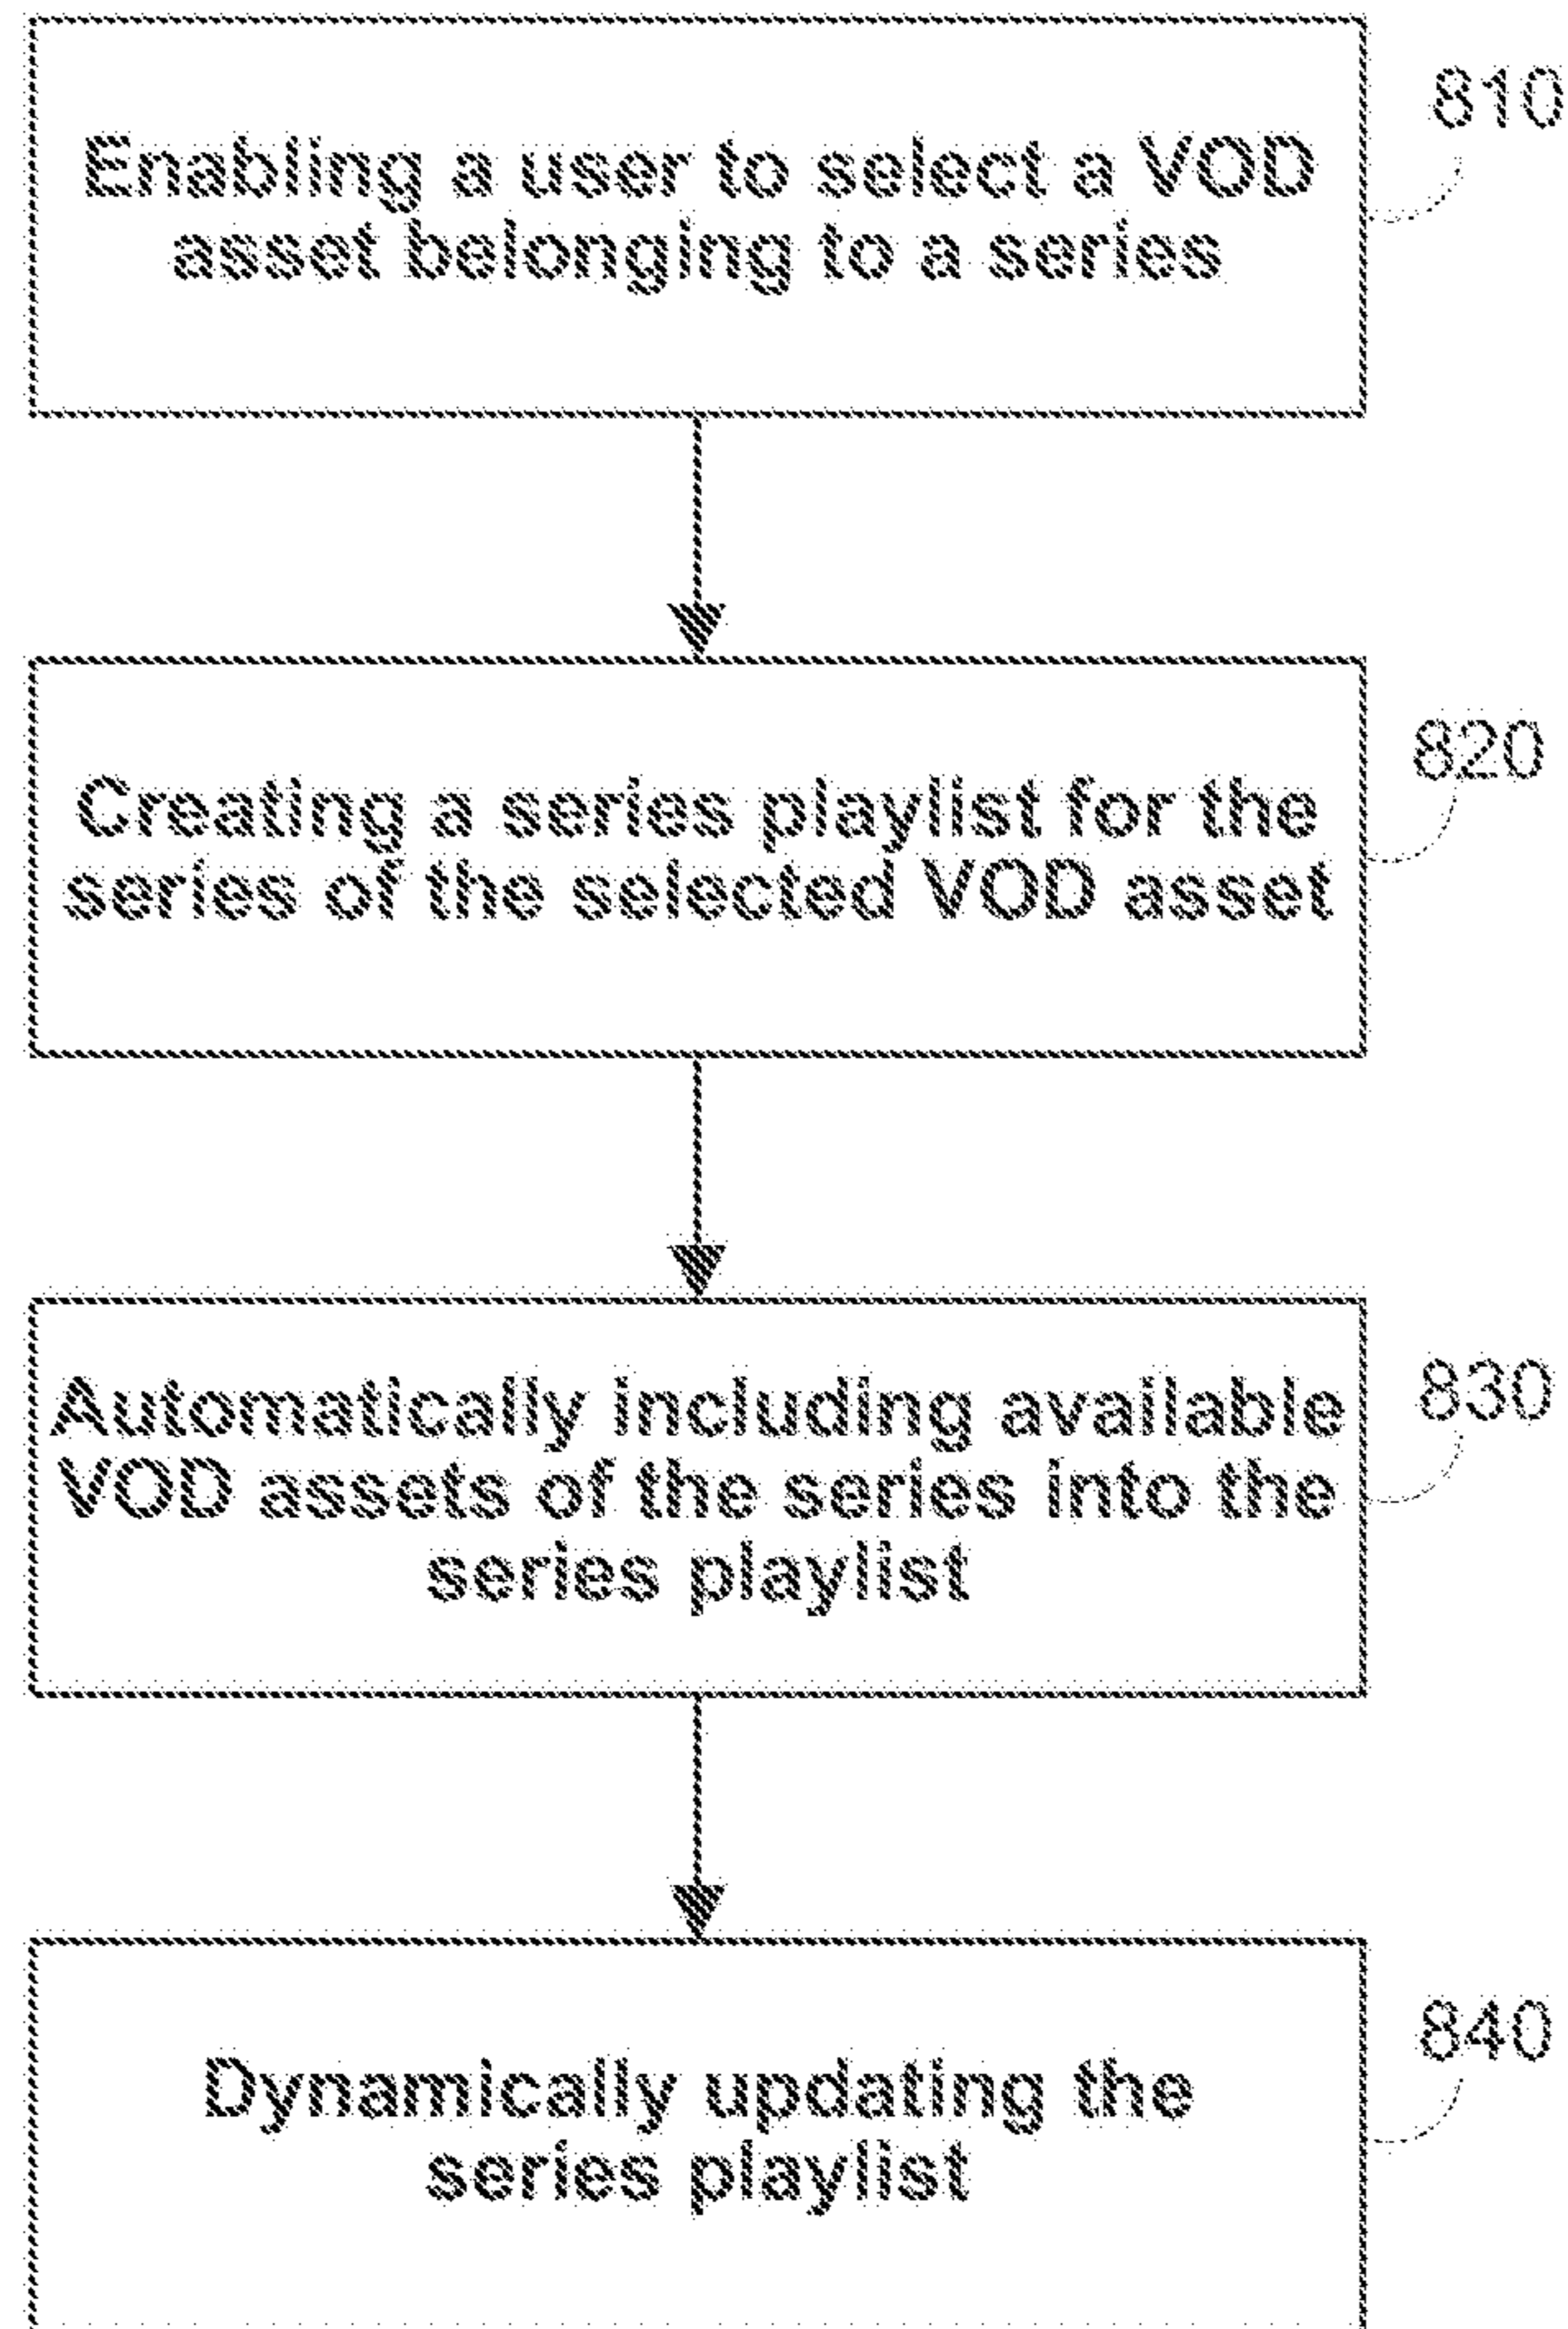 810
Enabling a user to select a VOD
asset belonging to a series
820
Creating a series playlist for the
series of the selected VOD asset
830
Automatically including available
VOD assets of the series into the
series playlist
840
Dynamically updating the
series playlist